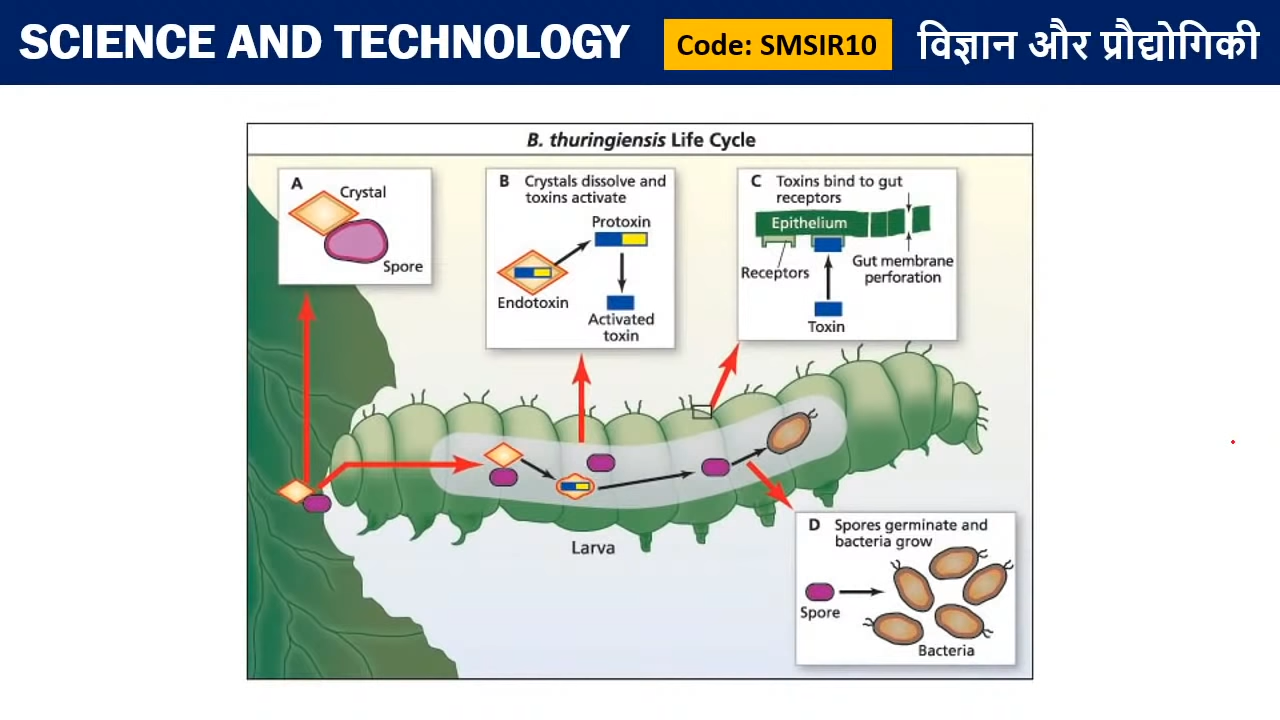 SCIENCE AND TECHNOLOGY
Code: SMSIR10
विज्ञान और प्रौद्योगिकी
B. thuringiensis Life Cycle
A
Crystal
Spore
B Crystals dissolve and
toxins activate
Protoxin
Endotoxin
Activated
toxin
C Toxins bind to gut
receptors
Epithelium
Receptors
Gut membrane
perforation
Toxin
Larva
D Spores germinate and
bacteria grow
Spore
Bacteria